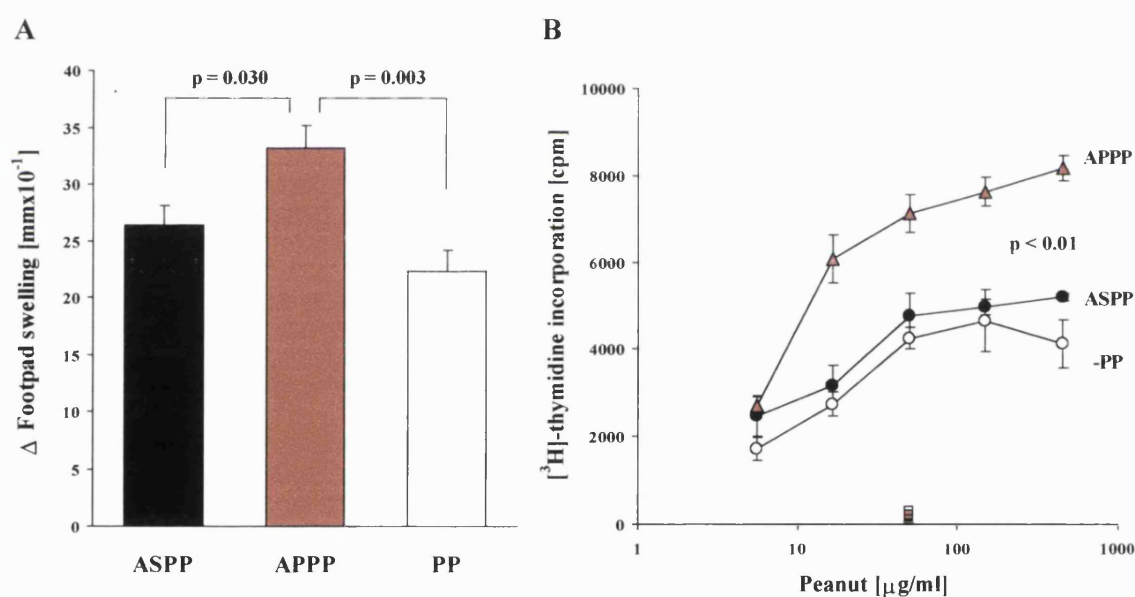 A
Δ Footpad swelling [mmx10⁻¹]
40
35
30
25
20
15
10
5
0
p = 0.030
p = 0.003
ASPP
APPP
PP
B
[³H]-thymidine incorporation [cpm]
10000
8000
6000
4000
2000
0
APPP
p < 0.01
ASPP
-PP
1
10
100
1000
Peanut [μg/ml]